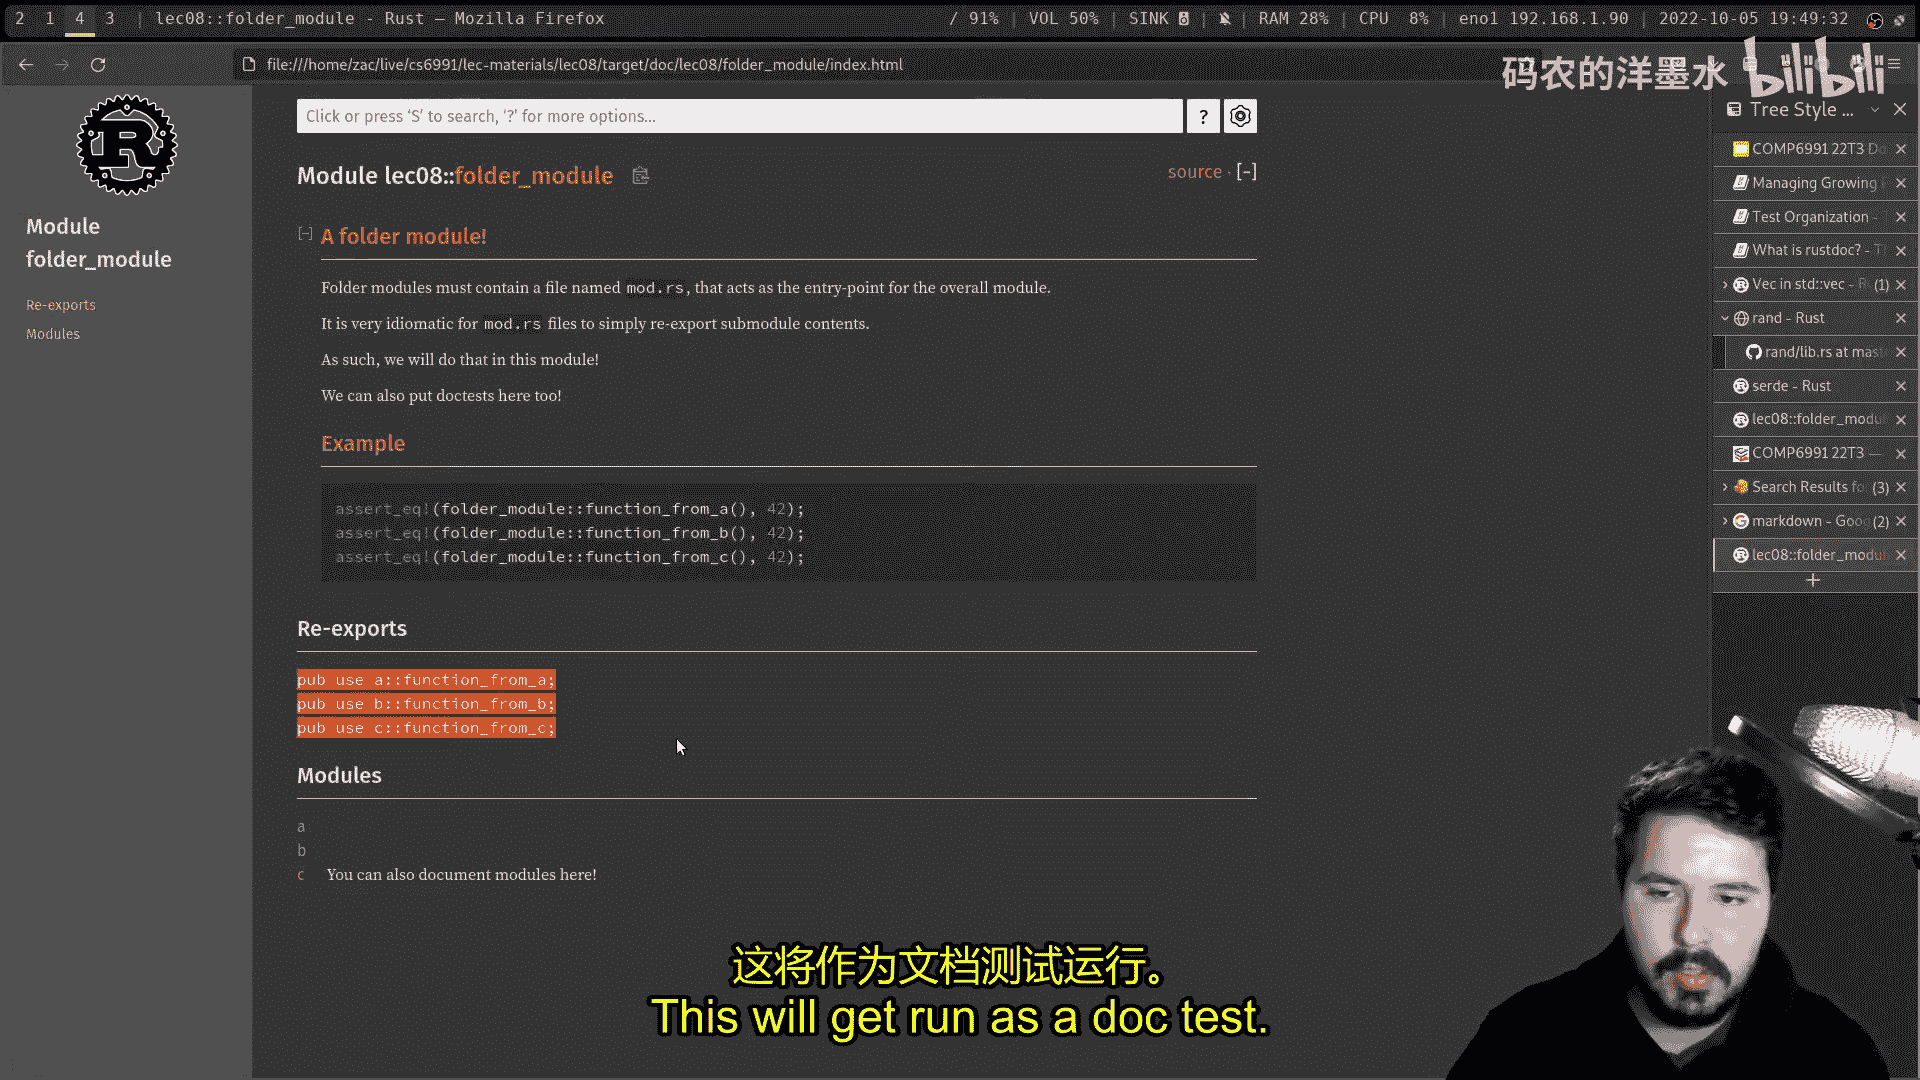 2 1 4 3 | lec08::folder_module - Rust — Mozilla Firefox
/ 91% | VOL 50% | SINK | | RAM 28% | CPU 8% | eno1 192.168.1.90 | 2022-10-05 19:49:32
file:///home/zac/live/cs6991/lec-materials/lec08/target/doc/lec08/folder_module/index.html
码农的洋墨水 bilibili
Tree Style ...
Click or press ‘S’ to search, ‘?’ for more options...
?
Module lec08::folder_module
source · [-]
Module
folder_module
Re-exports
Modules
[-] A folder module!
Folder modules must contain a file named mod.rs, that acts as the entry-point for the overall module.
It is very idiomatic for mod.rs files to simply re-export submodule contents.
As such, we will do that in this module!
We can also put doctests here too!
Example
assert_eq!(folder_module::function_from_a(), 42);
assert_eq!(folder_module::function_from_b(), 42);
assert_eq!(folder_module::function_from_c(), 42);
Re-exports
pub use a::function_from_a;
pub use b::function_from_b;
pub use c::function_from_c;
Modules
a
b
c You can also document modules here!
COMP6991 22T3 Do
Managing Growing
Test Organization -
What is rustdoc? - T
Vec in std::vec - R (1)
rand - Rust
rand/lib.rs at mast
serde - Rust
lec08::folder_modu
COMP6991 22T3 —
Search Results fo (3)
markdown - Goog (2)
lec08::folder_modu
+
这将作为文档测试运行。
This will get run as a doc test.